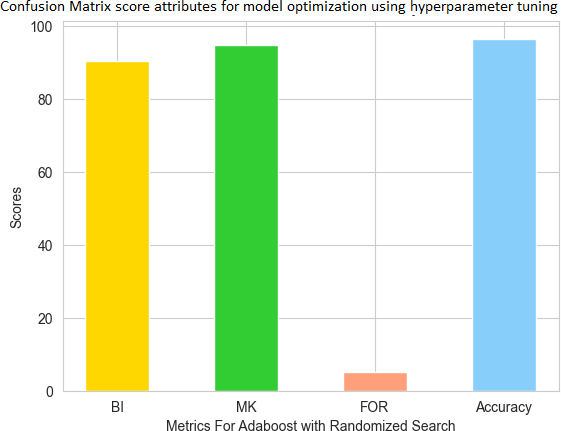 Confusion Matrix score attributes for model optimization using hyperparameter tuning
100
80
60
40
20
0
Scores
BI MK FOR Accuracy
Metrics For Adaboost with Randomized Search